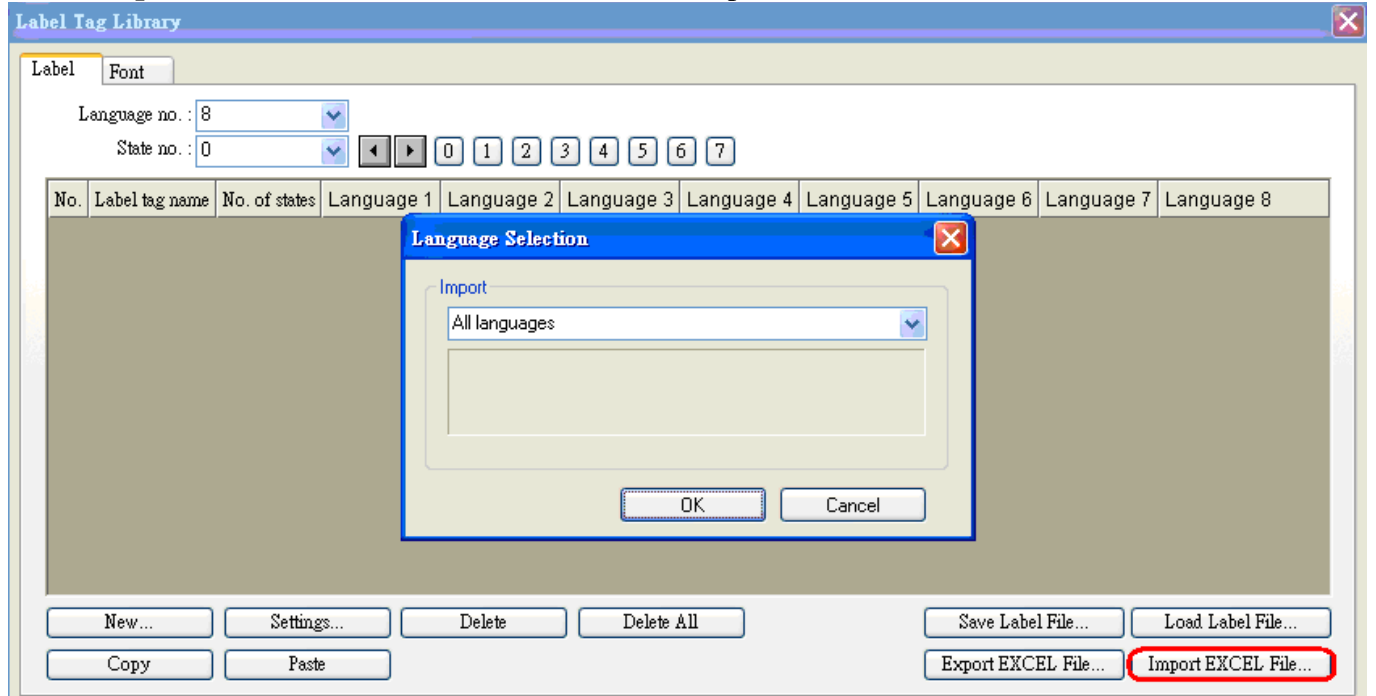 Label Tag Library
Label Font
Language no. : 8
State no. : 0 0 1 2 3 4 5 6 7
No. Label tag name No. of states Language 1 Language 2 Language 3 Language 4 Language 5 Language 6 Language 7 Language 8
Language Selection
Import
All languages
OK Cancel
New... Settings... Delete Delete All Save Label File... Load Label File...
Copy Paste Export EXCEL File... Import EXCEL File...